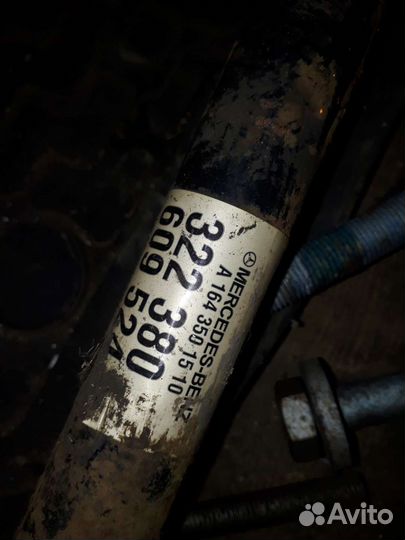 MERCEDES-BENZ
A 164 350 15 10
322 380
609 524
Avito